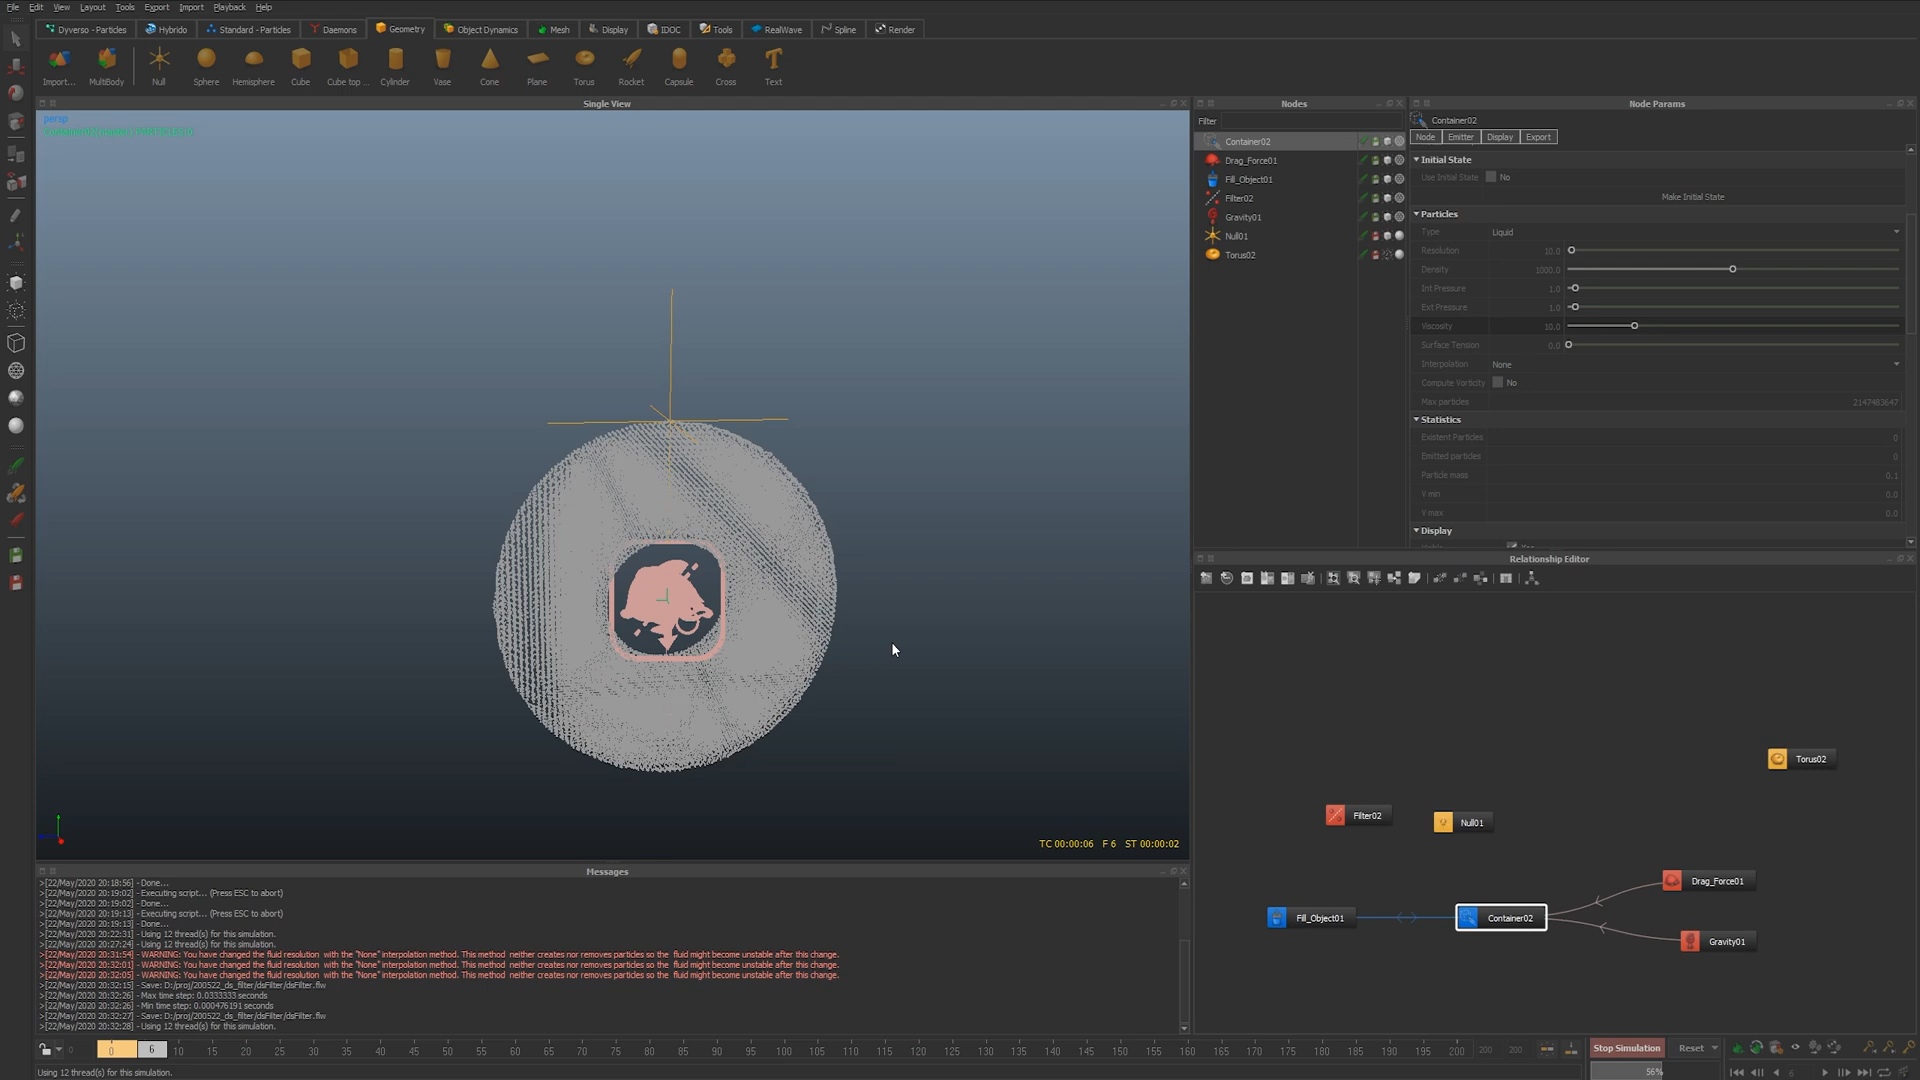 File Edit View Layout Tools Export Import Playback Help
Dyverso - Particles Hybrido Standard - Particles Daemons Geometry Object Dynamics Mesh Display IDOC Tools RealWave Spline Render
Import... MultiBody Null Sphere Hemisphere Cube Cube top ... Cylinder Vase Cone Plane Torus Rocket Capsule Cross Text
Single View
persp
TC 00:00:06 F 6 ST 00:00:02
Nodes
Filter
Container02
Drag_Force01
Fill_Object01
Filter02
Gravity01
Null01
Torus02
Node Params
Container02
Node Emitter Display Export
Initial State
Use Initial State No
Make Initial State
Particles
Type Liquid
Resolution 10.0
Density 1000.0
Int Pressure 1.0
Ext Pressure 1.0
Viscosity 10.0
Surface Tension 0.0
Interpolation None
Compute Vorticity No
Max particles 2147483647
Statistics
Existent Particles 0
Emitted particles 0
Particle mass 0.1
V min 0.0
V max 0.0
Display
Relationship Editor
Torus02
Filter02
Null01
Drag_Force01
Fill_Object01
Container02
Gravity01
Messages
>[22/May/2020 20:18:56] - Done...
>[22/May/2020 20:19:02] - Executing script... (Press ESC to abort)
>[22/May/2020 20:19:02] - Done...
>[22/May/2020 20:19:13] - Executing script... (Press ESC to abort)
>[22/May/2020 20:19:13] - Done...
>[22/May/2020 20:22:31] - Using 12 thread(s) for this simulation.
>[22/May/2020 20:27:24] - Using 12 thread(s) for this simulation.
>[22/May/2020 20:31:54] - WARNING: You have changed the fluid resolution with the "None" interpolation method. This method neither creates nor removes particles so the fluid might become unstable after this change.
>[22/May/2020 20:32:01] - WARNING: You have changed the fluid resolution with the "None" interpolation method. This method neither creates nor removes particles so the fluid might become unstable after this change.
>[22/May/2020 20:32:05] - WARNING: You have changed the fluid resolution with the "None" interpolation method. This method neither creates nor removes particles so the fluid might become unstable after this change.
>[22/May/2020 20:32:15] - Save: D:/proj/200522_ds_filter/dsFilter.flw
>[22/May/2020 20:32:26] - Max time step: 0.0333333 seconds
>[22/May/2020 20:32:26] - Min time step: 0.000476191 seconds
>[22/May/2020 20:32:27] - Save: D:/proj/200522_ds_filter/dsFilter.flw
>[22/May/2020 20:32:28] - Using 12 thread(s) for this simulation.
0 0 6 10 15 20 25 30 35 40 45 50 55 60 65 70 75 80 85 90 95 100 105 110 115 120 125 130 135 140 145 150 155 160 165 170 175 180 185 190 195 200 200 200
Stop Simulation Reset
Using 12 thread(s) for this simulation.
56%
6